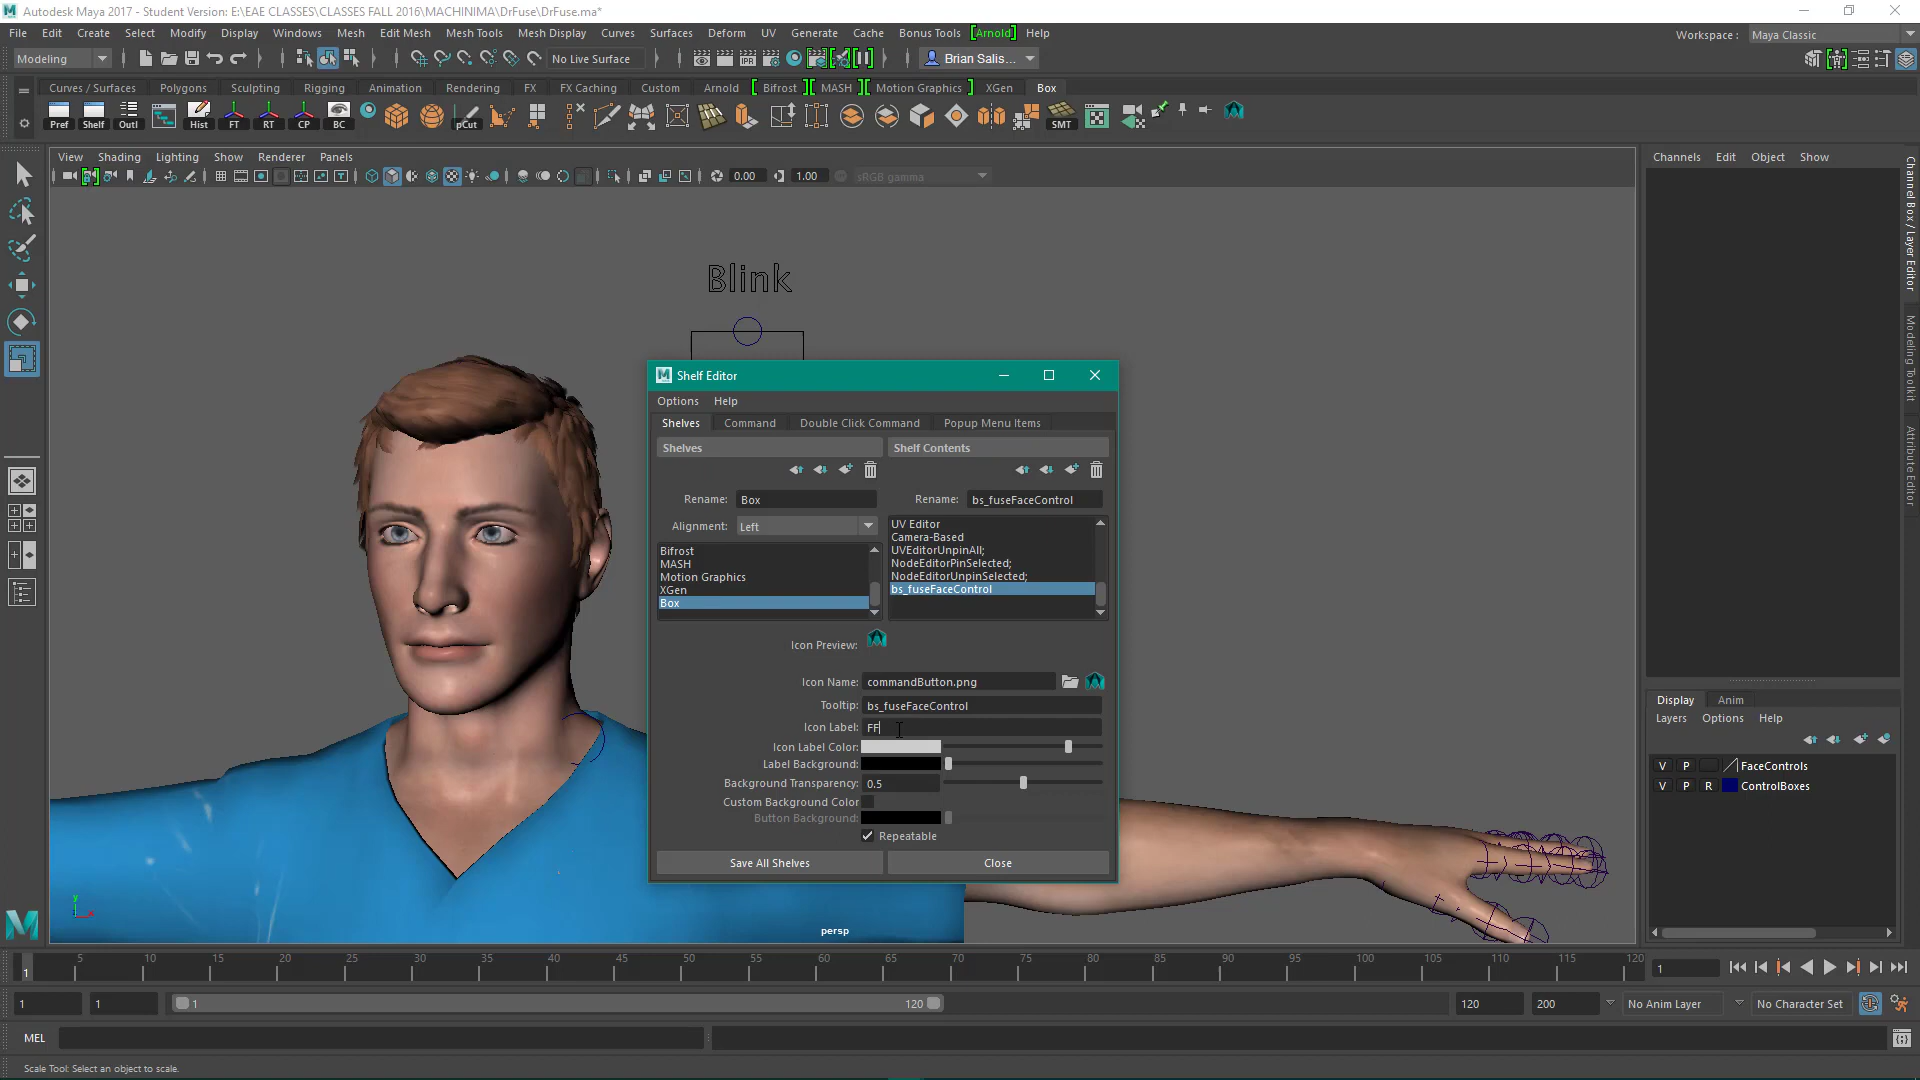 Autodesk Maya 2017 - Student Version: E:\EAE CLASSES\CLASSES FALL 2016\MACHINIMA\DrFuse\DrFuse.ma*
File Edit Create Select Modify Display Windows Mesh Edit Mesh Mesh Tools Mesh Display Curves Surfaces Deform UV Generate Cache Bonus Tools [Arnold] Help
Workspace : Maya Classic
Modeling No Live Surface Brian Salis...
Curves / Surfaces Polygons Sculpting Rigging Animation Rendering FX FX Caching Custom Arnold Bifrost MASH Motion Graphics XGen Box
Pref Shelf Outl Hist FT RT CP BC pCut SMT
View Shading Lighting Show Renderer Panels
0.00 1.00 sRGB gamma
Channels Edit Object Show
Channel Box / Layer Editor
Modeling Toolkit
Attribute Editor
Blink
Shelf Editor
Options Help
Shelves Command Double Click Command Popup Menu Items
Shelves Shelf Contents
Rename: Box Rename: bs_fuseFaceControl
Alignment: Left
Bifrost
MASH
Motion Graphics
XGen
Box
UV Editor
Camera-Based
UVEditorUnpinAll;
NodeEditorPinSelected;
NodeEditorUnpinSelected;
bs_fuseFaceControl
Icon Preview:
Icon Name: commandButton.png
Tooltip: bs_fuseFaceControl
Icon Label: FF
Icon Label Color:
Label Background:
Background Transparency: 0.5
Custom Background Color
Button Background:
Repeatable
Save All Shelves Close
Display Anim
Layers Options Help
V P FaceControls
V P R ControlBoxes
y
persp
5 10 15 20 25 30 35 40 45 50 55 60 65 70 75 80 85 90 95 100 105 110 115 120
1 1
1 1 1 120 120 200 No Anim Layer No Character Set
MEL
Scale Tool: Select an object to scale.